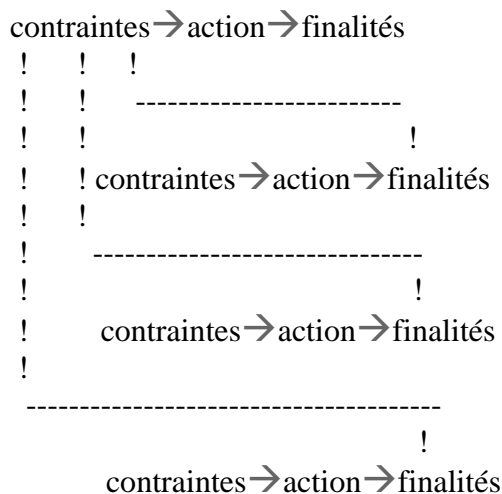 contraintes→action→finalités
! ! !
! ! -------------------------
! ! !
! ! contraintes→action→finalités
! !
! -------------------------------
! !
! contraintes→action→finalités
!
---------------------------------------
!
contraintes→action→finalités